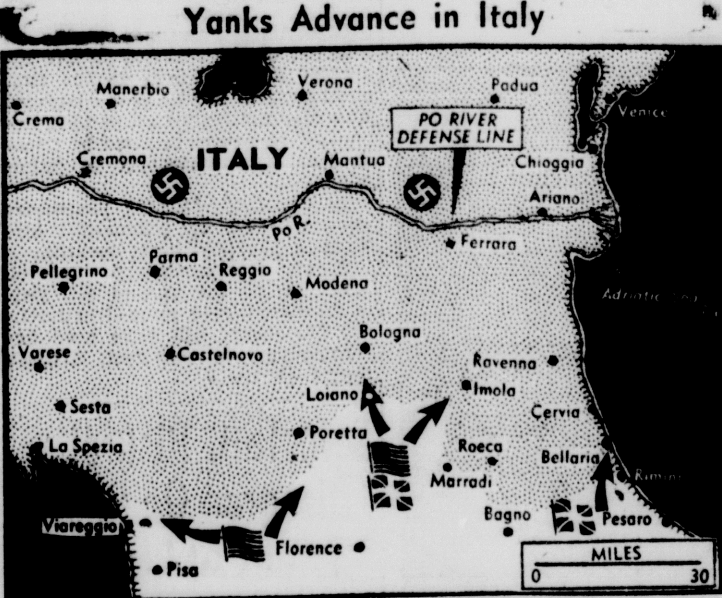 Yanks Advance in Italy
Manerbio
Verona
Padua
Crema
Venice
PO RIVER
DEFENSE LINE
Cremona
ITALY
Mantua
Chioggia
Ariano
Po R.
Ferrara
Parma
Pellegrino
Reggio
Modena
Adriatic
Bologna
Varese
Castelnovo
Ravenna
Loiano
Imola
Sesta
Cervia
Poretta
La Spezia
Roeca
Bellaria
Marradi
Rimini
Viareggio
Bagno
Pesaro
Florence
Pisa
MILES
0 30